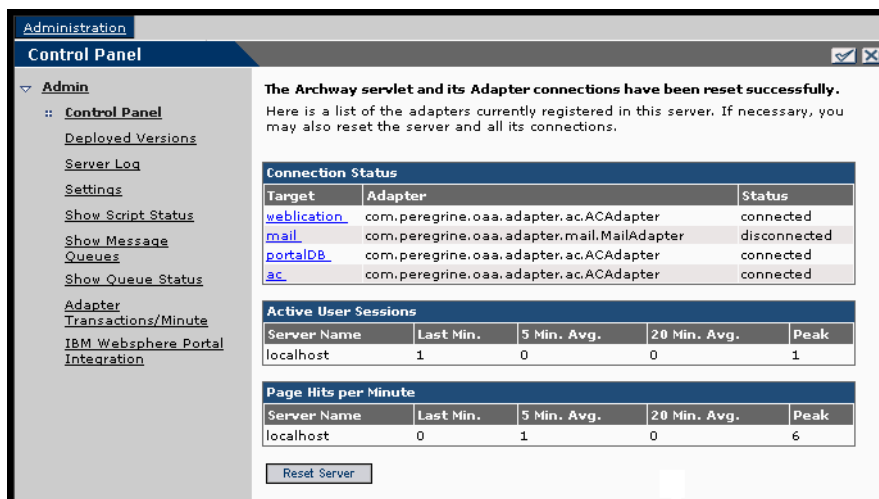 Administration
Control Panel
Admin
Control Panel
Deployed Versions
Server Log
Settings
Show Script Status
Show Message
Queues
Show Queue Status
Adapter
Transactions/Minute
IBM Websphere Portal
Integration
The Archway servlet and its Adapter connections have been reset successfully.
Here is a list of the adapters currently registered in this server. If necessary, you
may also reset the server and all its connections.
Connection Status
Target Adapter Status
weblication com.peregrine.oaa.adapter.ac.ACAdapter connected
mail com.peregrine.oaa.adapter.mail.MailAdapter disconnected
portalDB com.peregrine.oaa.adapter.ac.ACAdapter connected
ac com.peregrine.oaa.adapter.ac.ACAdapter connected
Active User Sessions
Server Name Last Min. 5 Min. Avg. 20 Min. Avg. Peak
localhost 1 0 0 1
Page Hits per Minute
Server Name Last Min. 5 Min. Avg. 20 Min. Avg. Peak
localhost 0 1 0 6
Reset Server